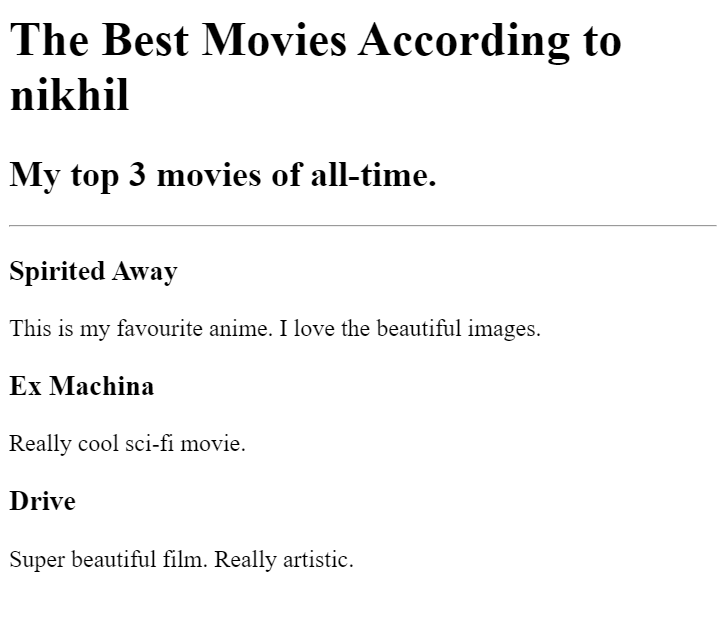 The Best Movies According to
nikhil
My top 3 movies of all-time.
Spirited Away
This is my favourite anime. I love the beautiful images.
Ex Machina
Really cool sci-fi movie.
Drive
Super beautiful film. Really artistic.